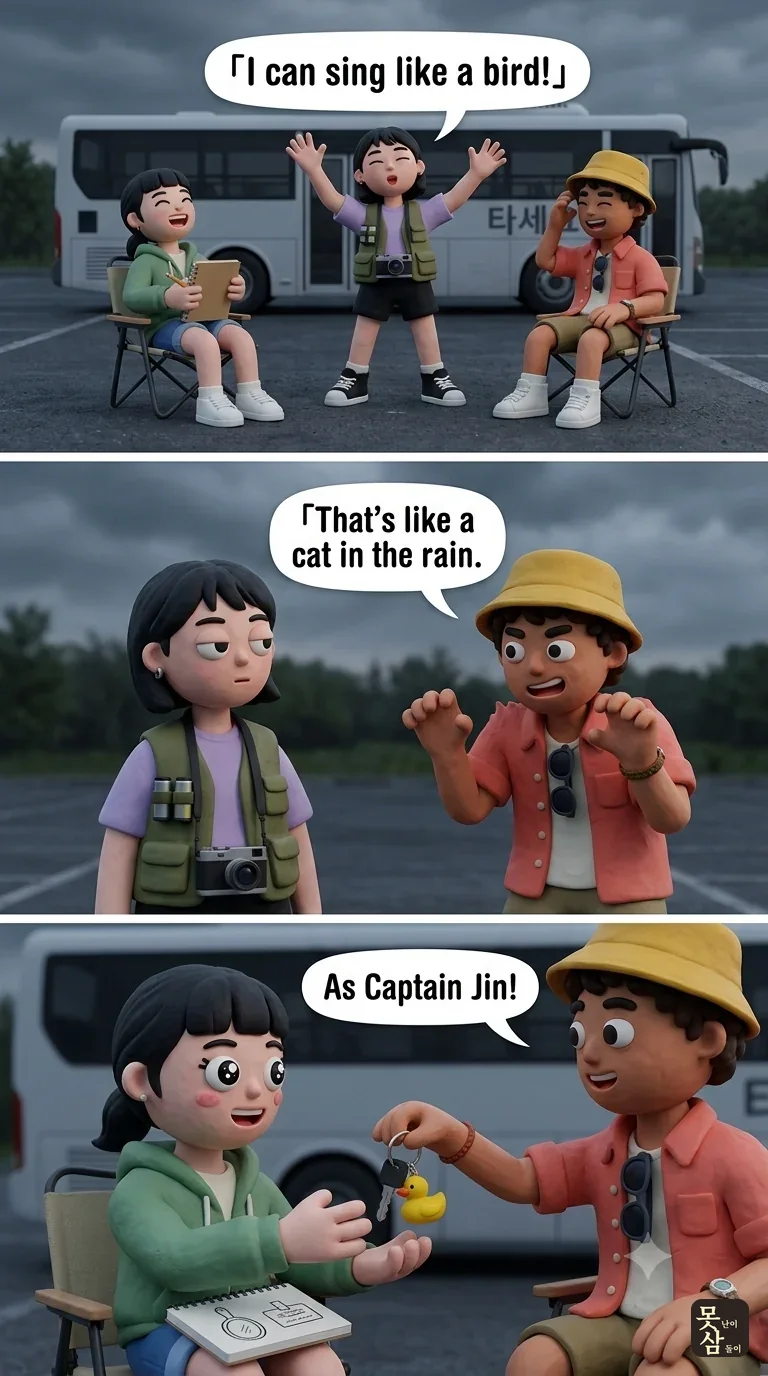 「I can sing like a bird!」
타세
「That's like a
cat in the rain.
As Captain Jin!
못난이
삼돌이